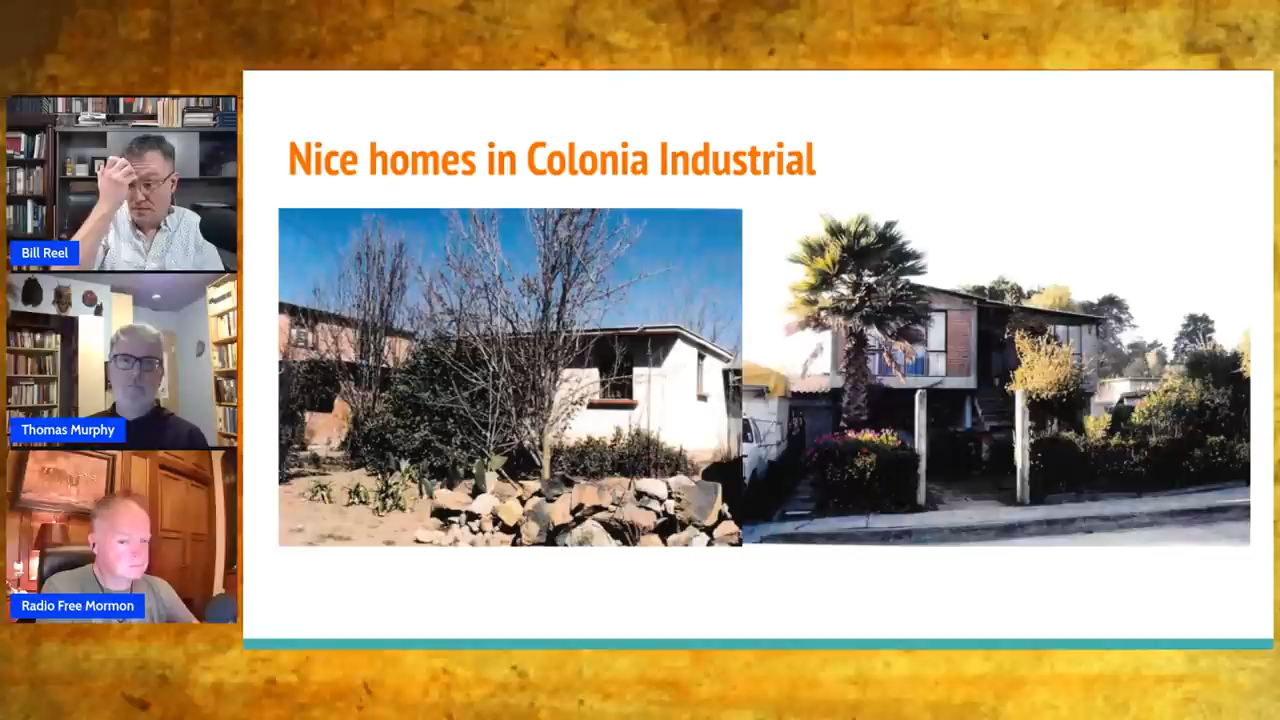 Nice homes in Colonia Industrial
Bill Reel
Thomas Murphy
Radio Free Mormon